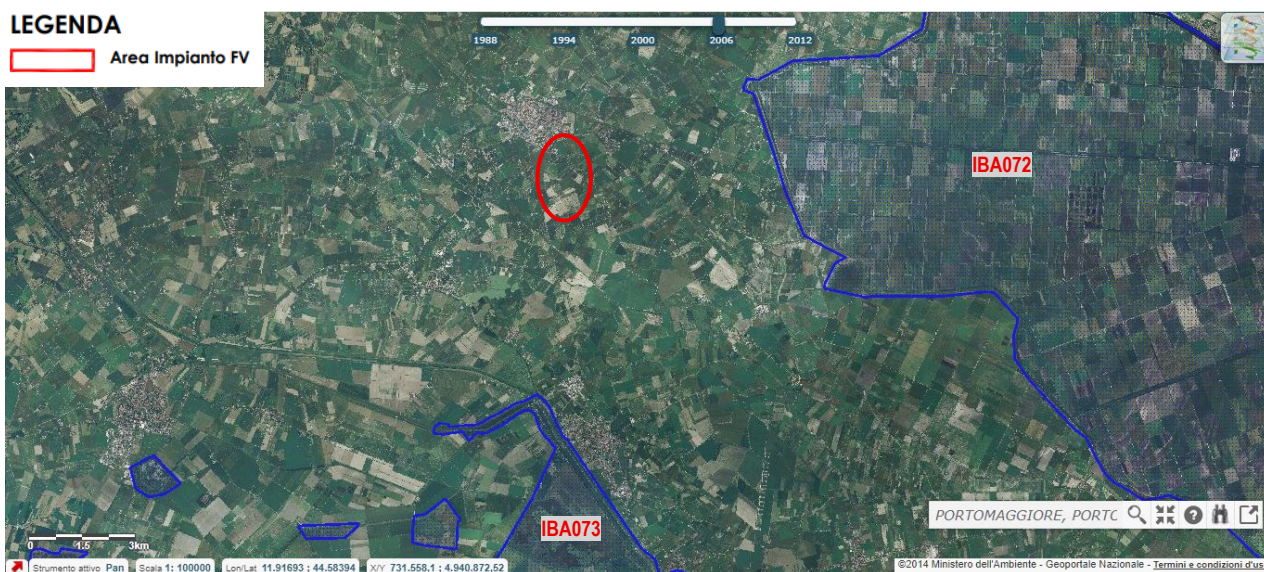 LEGENDA
Area Impianto FV
1988 1994 2000 2006 2012
IBA072
IBA073
PORTOMAGGIORE, PORTC
0 1.5 3km
Strumento attivo Pan Scala 1: 100000 Lon/Lat 11.91693 ; 44.58394 X/Y 731.558,1 ; 4.940.872,52
©2014 Ministero dell'Ambiente - Geoportale Nazionale - Termini e condizioni d'us